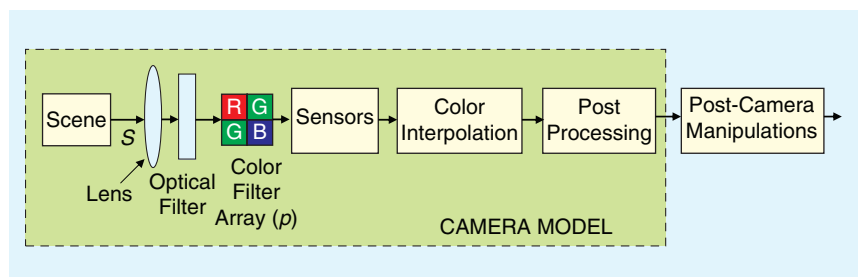 Scene
S
Lens
Optical
Filter
R G
G B
Color
Filter
Array (p)
Sensors
Color
Interpolation
Post
Processing
Post-Camera
Manipulations
CAMERA MODEL